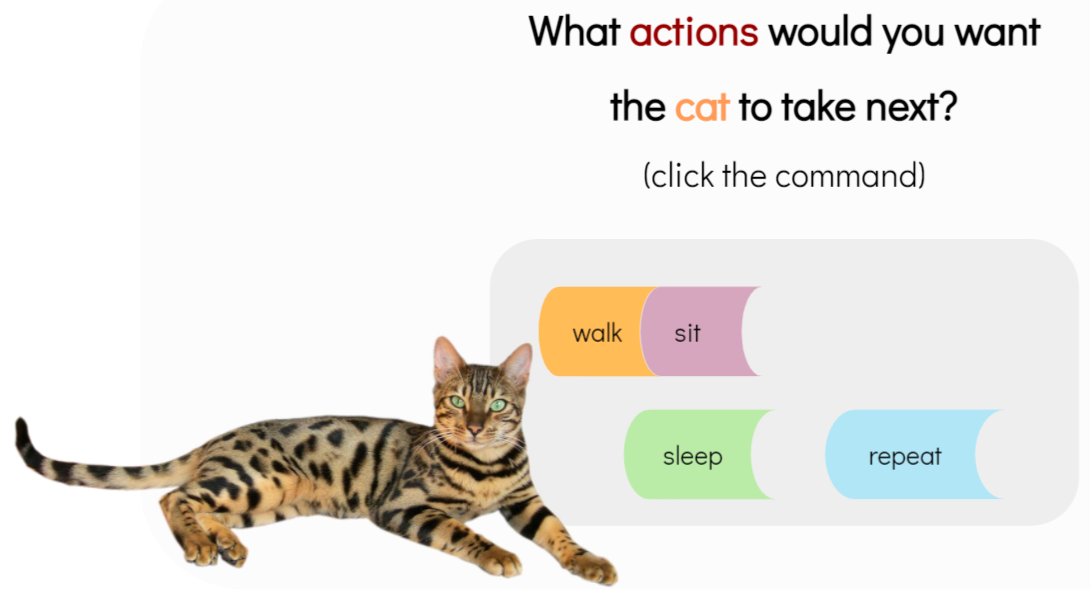 What actions would you want
the cat to take next?
(click the command)
walk sit
sleep repeat